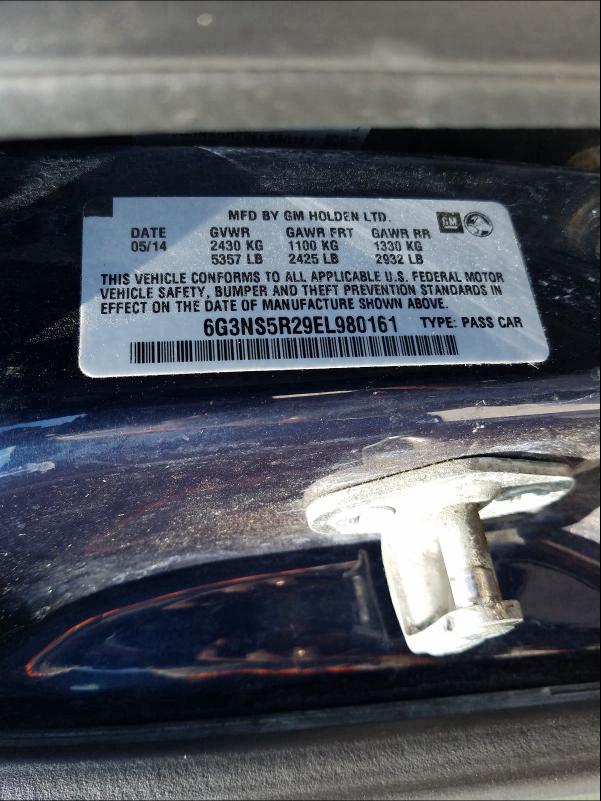 MFD BY GM HOLDEN LTD.
GM
DATE GVWR GAWR FRT GAWR RR
05/14 2430 KG 1100 KG 1330 KG
5357 LB 2425 LB 2932 LB
THIS VEHICLE CONFORMS TO ALL APPLICABLE U.S. FEDERAL MOTOR
VEHICLE SAFETY, BUMPER AND THEFT PREVENTION STANDARDS IN
EFFECT ON THE DATE OF MANUFACTURE SHOWN ABOVE.
6G3NS5R29EL980161 TYPE: PASS CAR